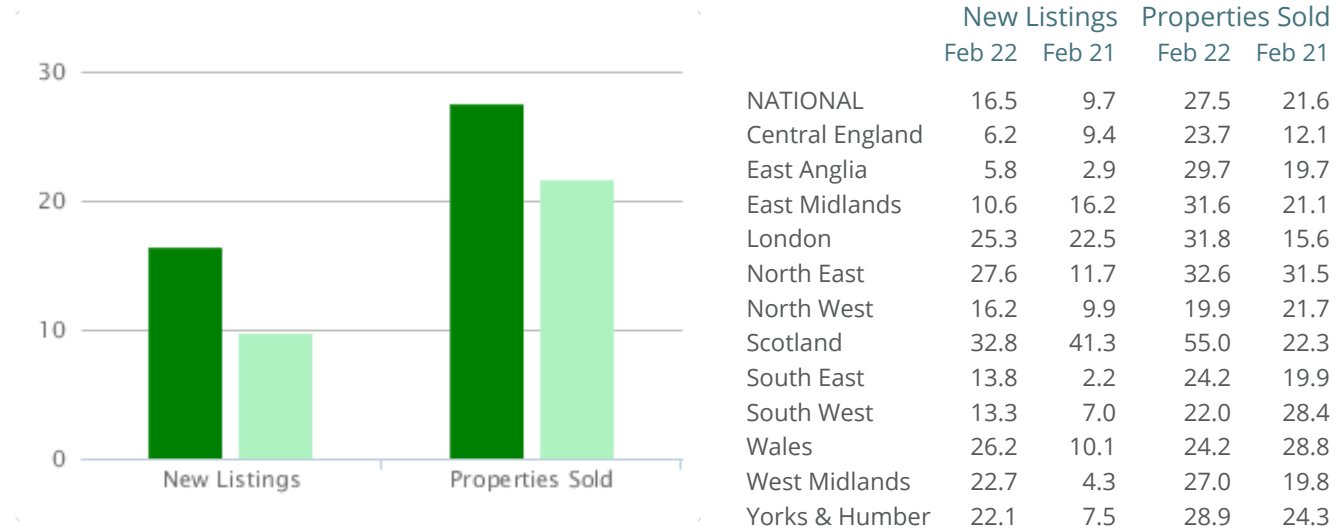 30
20
10
0
New Listings Properties Sold
New Listings Properties Sold
Feb 22 Feb 21 Feb 22 Feb 21
NATIONAL 16.5 9.7 27.5 21.6
Central England 6.2 9.4 23.7 12.1
East Anglia 5.8 2.9 29.7 19.7
East Midlands 10.6 16.2 31.6 21.1
London 25.3 22.5 31.8 15.6
North East 27.6 11.7 32.6 31.5
North West 16.2 9.9 19.9 21.7
Scotland 32.8 41.3 55.0 22.3
South East 13.8 2.2 24.2 19.9
South West 13.3 7.0 22.0 28.4
Wales 26.2 10.1 24.2 28.8
West Midlands 22.7 4.3 27.0 19.8
Yorks & Humber 22.1 7.5 28.9 24.3